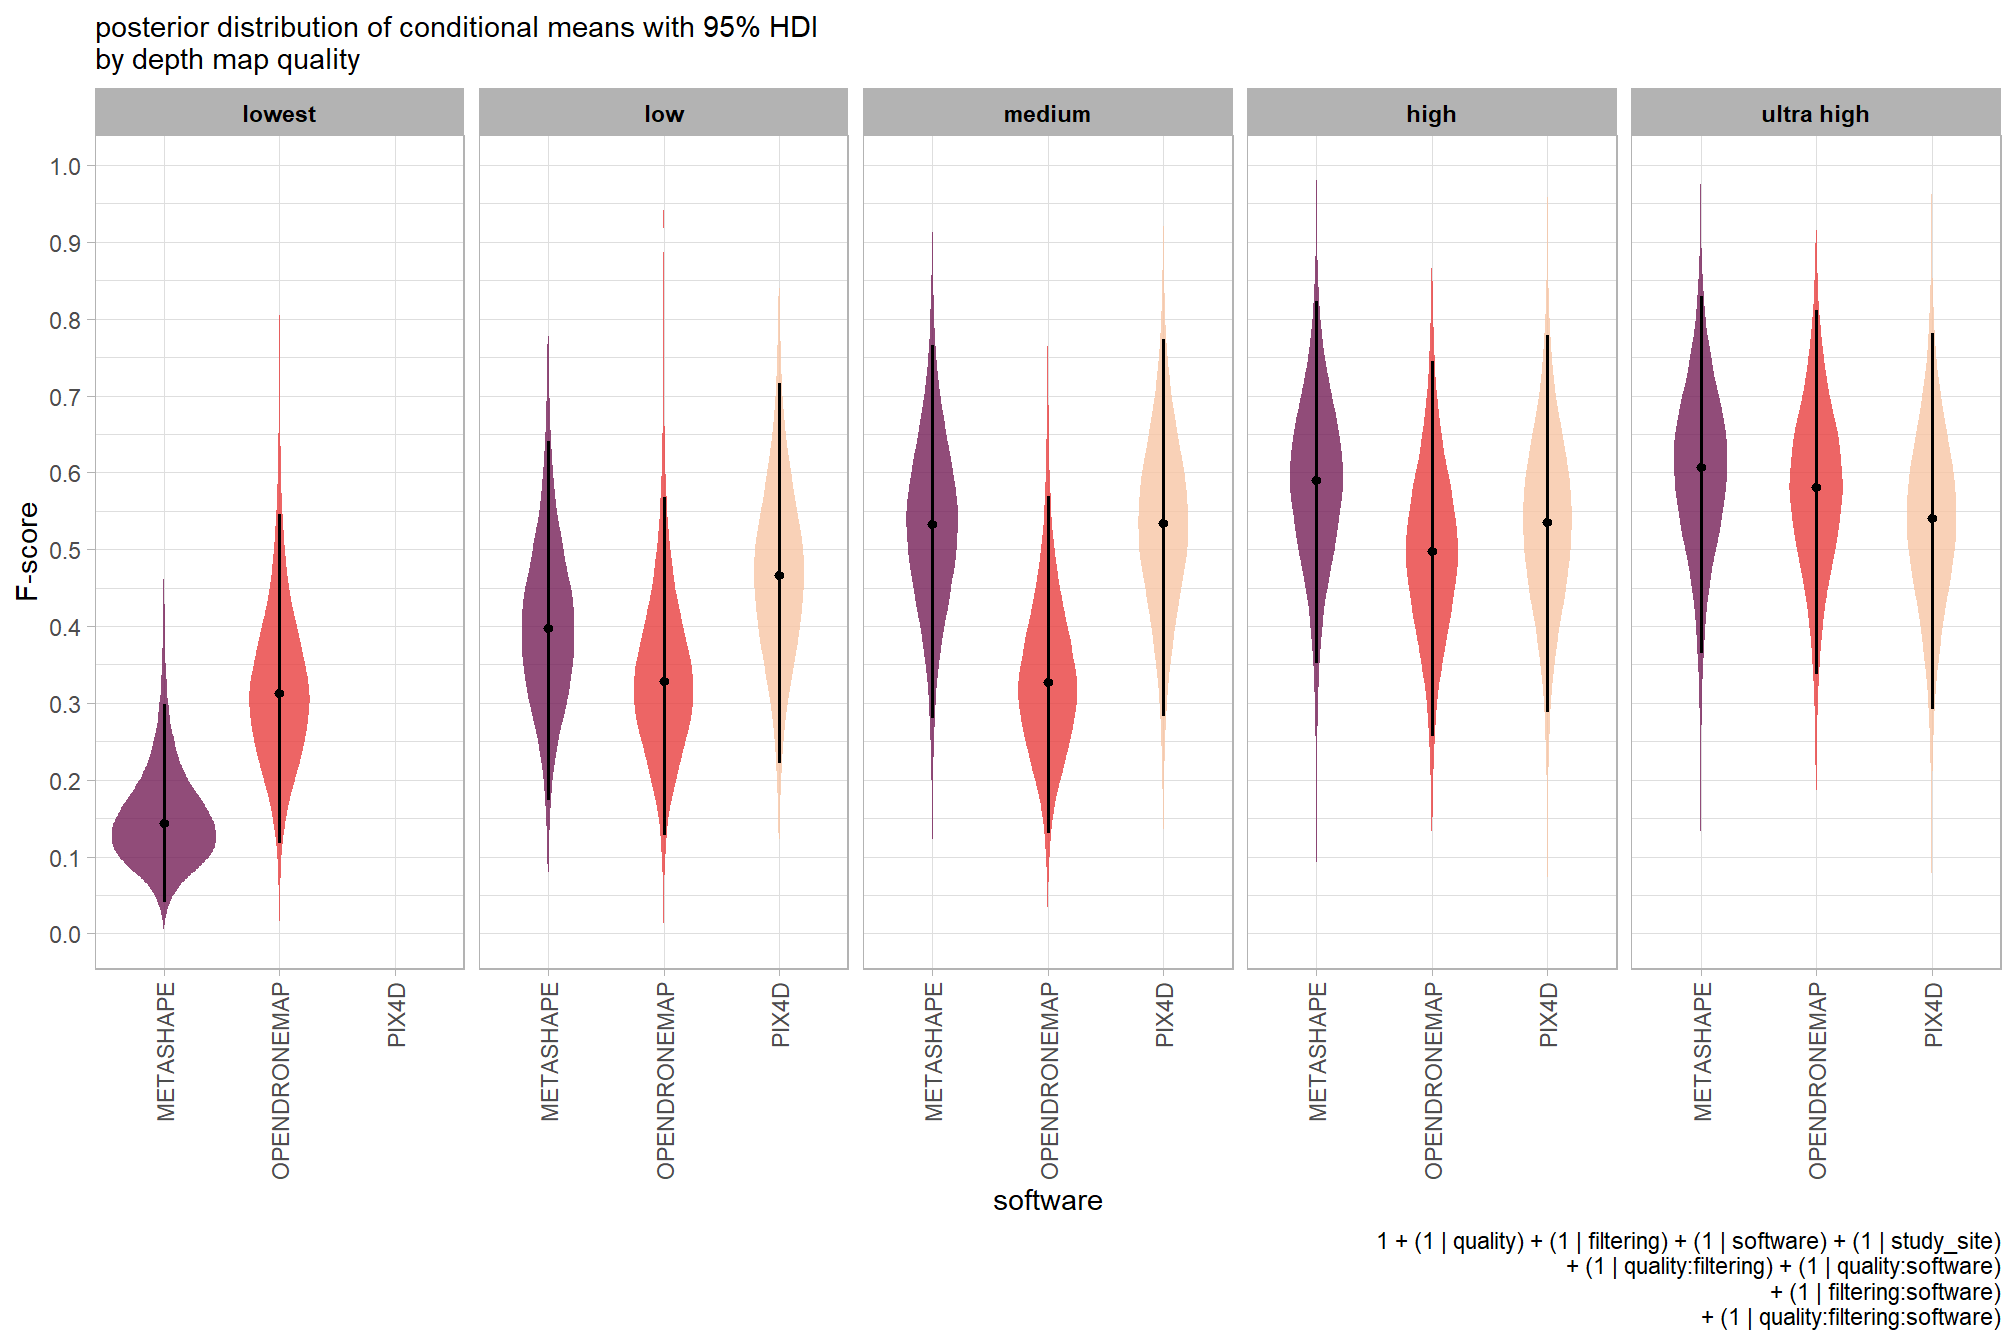 posterior distribution of conditional means with 95% HDI
by depth map quality
lowest
low
medium
high
ultra high
F-score
1.0
0.9
0.8
0.7
0.6
0.5
0.4
0.3
0.2
0.1
0.0
METASHAPE
OPENDRONEMAP
PIX4D
METASHAPE
OPENDRONEMAP
PIX4D
METASHAPE
OPENDRONEMAP
PIX4D
METASHAPE
OPENDRONEMAP
PIX4D
METASHAPE
OPENDRONEMAP
PIX4D
software
1 + (1 | quality) + (1 | filtering) + (1 | software) + (1 | study_site)
+ (1 | quality:filtering) + (1 | quality:software)
+ (1 | filtering:software)
+ (1 | quality:filtering:software)